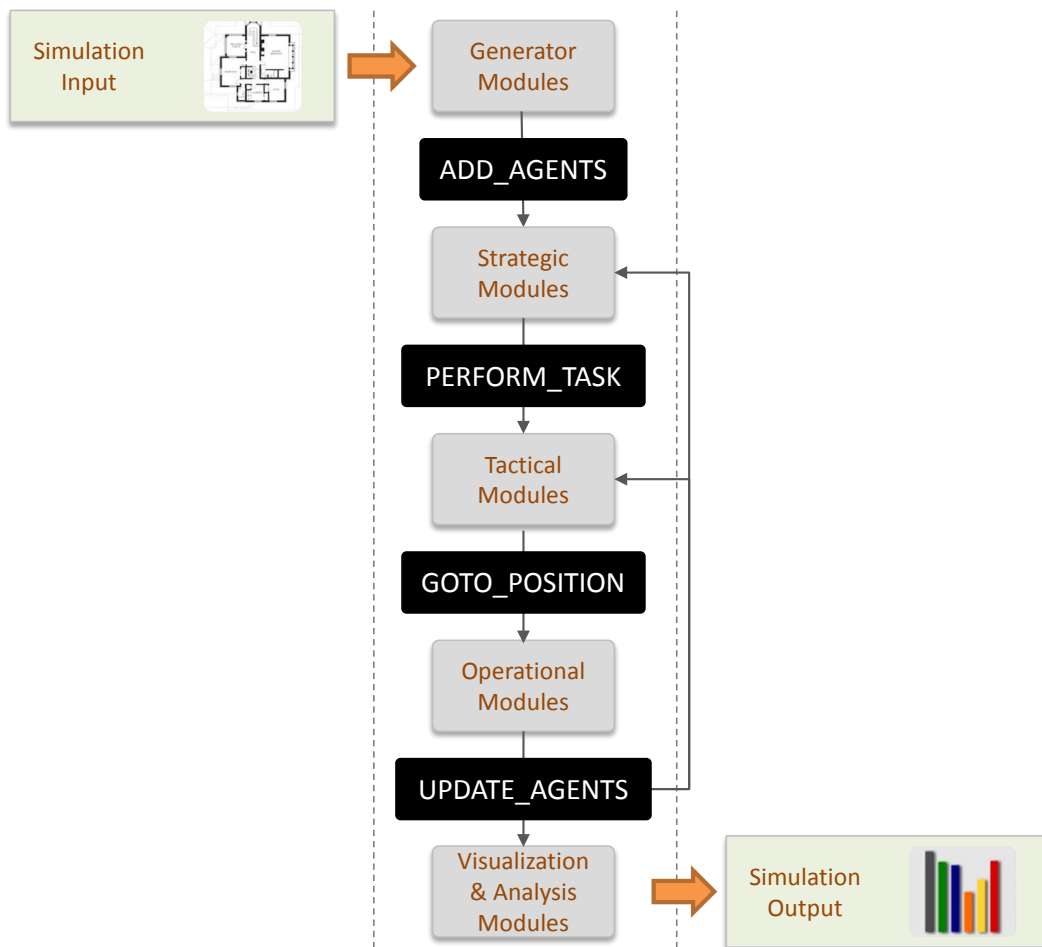 Simulation
Input
Generator
Modules
ADD_AGENTS
Strategic
Modules
PERFORM_TASK
Tactical
Modules
GOTO_POSITION
Operational
Modules
UPDATE_AGENTS
Visualization
& Analysis
Modules
Simulation
Output